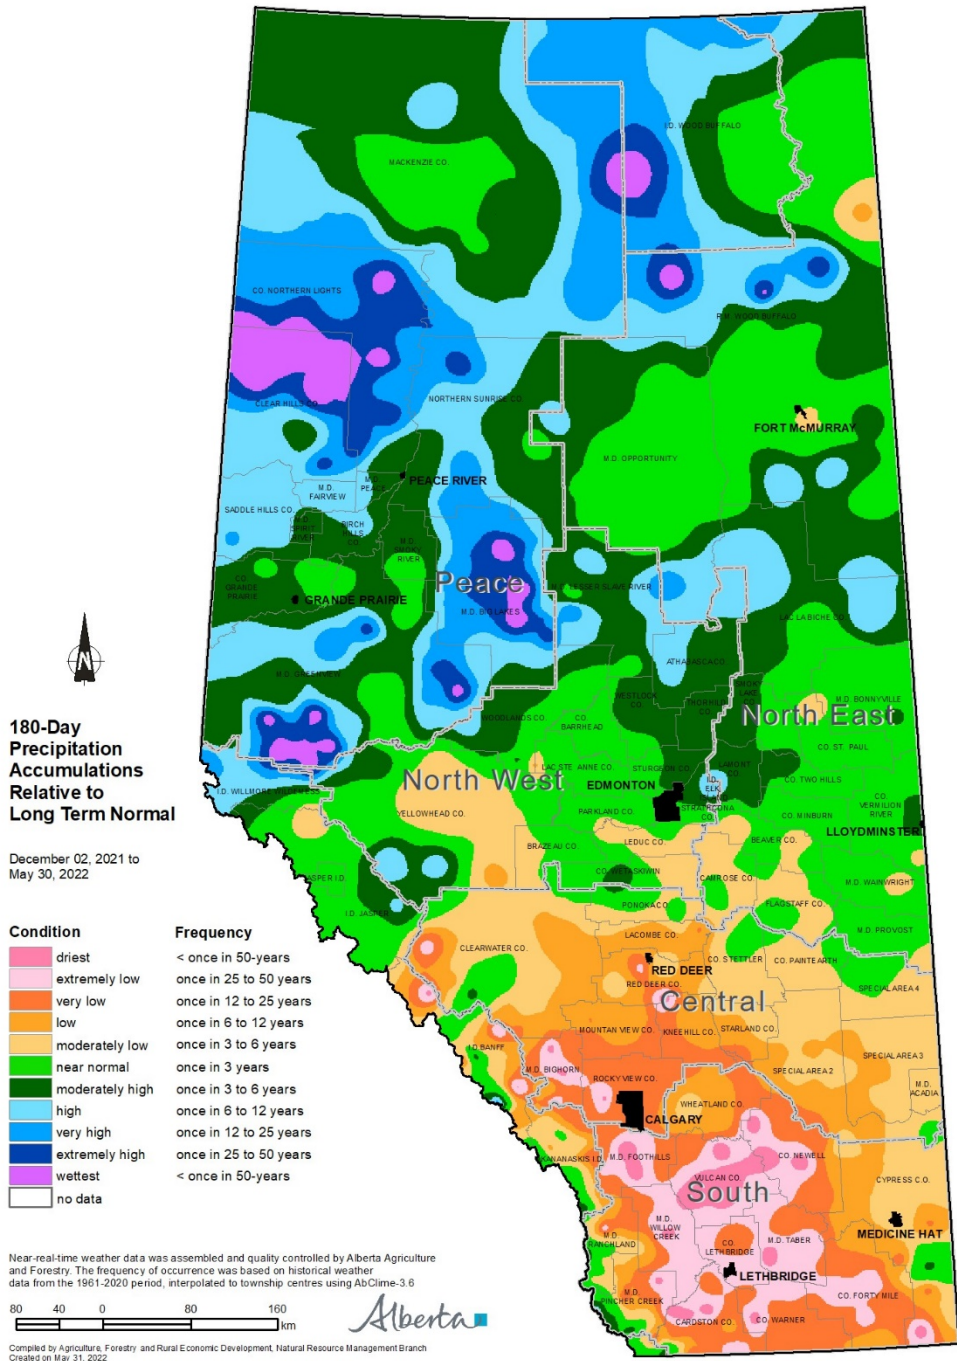 I.D. WOOD BUFFALO
MACKENZIE CO.
CO. NORTHERN LIGHTS
R.M. WOOD BUFFALO
CLEAR HILLS CO.
NORTHERN SUNRISE CO.
FORT McMURRAY
M.D. OPPORTUNITY
M.D.
PEACE
PEACE RIVER
M.D.
FAIRVIEW
SADDLE HILLS CO.
M.D.
SPIRIT
RIVER
BIRCH
HILLS
CO.
M.D.
SMOKY
RIVER
CO.
GRANDE
PRAIRIE
GRANDE PRAIRIE
Peace
M.D. LESSER SLAVE RIVER
M.D. BIG LAKES
LAC LA BICHE CO.
N
ATHABASCA CO.
M.D. GREENVIEW
WESTLOCK
CO.
THORHILD
CO.
SMOKY
LAKE
CO.
M.D. BONNYVILLE
WOODLANDS CO.
CO.
BARRHEAD
North East
180-Day
Precipitation
Accumulations
Relative to
Long Term Normal
CO. ST. PAUL
North West
LAC STE ANNE CO.
STURGEON CO.
LAMONT
CO
CO. TWO HILLS
I.D. WILLMORE WILDERNESS
EDMONTON
I.D.
ELK
ISLAND
STRATHCONA
CO.
CO.
VERMILION
RIVER
YELLOWHEAD CO.
PARKLAND CO.
CO. MINBURN
LLOYDMINSTER
BRAZEAU CO.
LEDUC CO.
BEAVER CO.
December 02, 2021 to
May 30, 2022
JASPER I.D.
CO. WETASKIWIN
CAMROSE CO.
M.D. WAINWRIGHT
I.D. JASPER
PONOKA CO.
FLAGSTAFF CO.
M.D. PROVOST
LACOMBE CO.
CLEARWATER CO.
CO. STETTLER
CO. PAINTEARTH
RED DEER
RED DEER CO.
SPECIAL AREA 4
Central
MOUNTAIN VIEW CO.
KNEEHILL CO.
STARLAND CO.
I.D. BANFF
SPECIAL AREA 3
M.D. BIGHORN
ROCKY VIEW CO.
SPECIAL AREA 2
M.D.
ACADIA
WHEATLAND CO.
CALGARY
KANANASKIS I.D.
M.D. FOOTHILLS
CO. NEWELL
VULCAN CO.
CYPRESS C.O.
South
M.D.
WILLOW
CREEK
M.D.
RANCHLAND
CO.
LETHBRIDGE
M.D. TABER
MEDICINE HAT
LETHBRIDGE
M.D.
PINCHER CREEK
CO. FORTY MILE
CARDSTON CO.
CO. WARNER
Condition Frequency
driest < once in 50-years
extremely low once in 25 to 50 years
very low once in 12 to 25 years
low once in 6 to 12 years
moderately low once in 3 to 6 years
near normal once in 3 years
moderately high once in 3 to 6 years
high once in 6 to 12 years
very high once in 12 to 25 years
extremely high once in 25 to 50 years
wettest < once in 50-years
no data
Near-real-time weather data was assembled and quality controlled by Alberta Agriculture
and Forestry. The frequency of occurrence was based on historical weather
data from the 1961-2020 period, interpolated to township centres using AbClime-3.6
80 40 0 80 160
km
Alberta
Compiled by Agriculture, Forestry and Rural Economic Development, Natural Resource Management Branch
Created on May 31, 2022